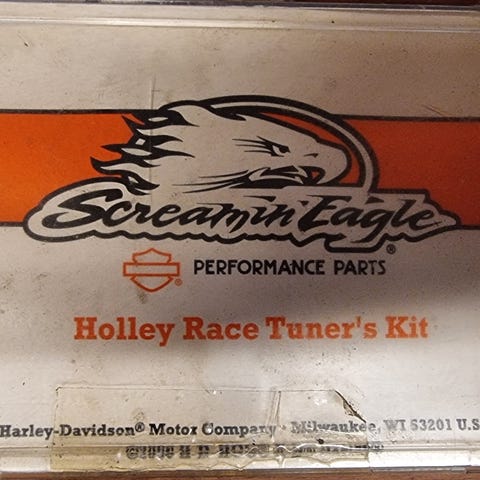 Screamin' Eagle®
® PERFORMANCE PARTS
Holley Race Tuner's Kit
Harley-Davidson® Motor Company · Milwaukee, WI 53201 U.S